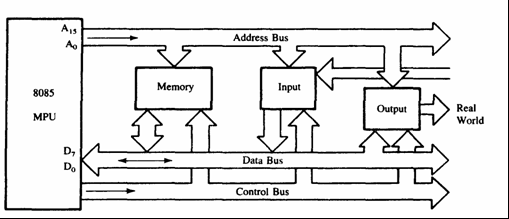 A15
A0
Address Bus
8085
MPU
Memory
Input
Output
Real
World
D7
D0
Data Bus
Control Bus